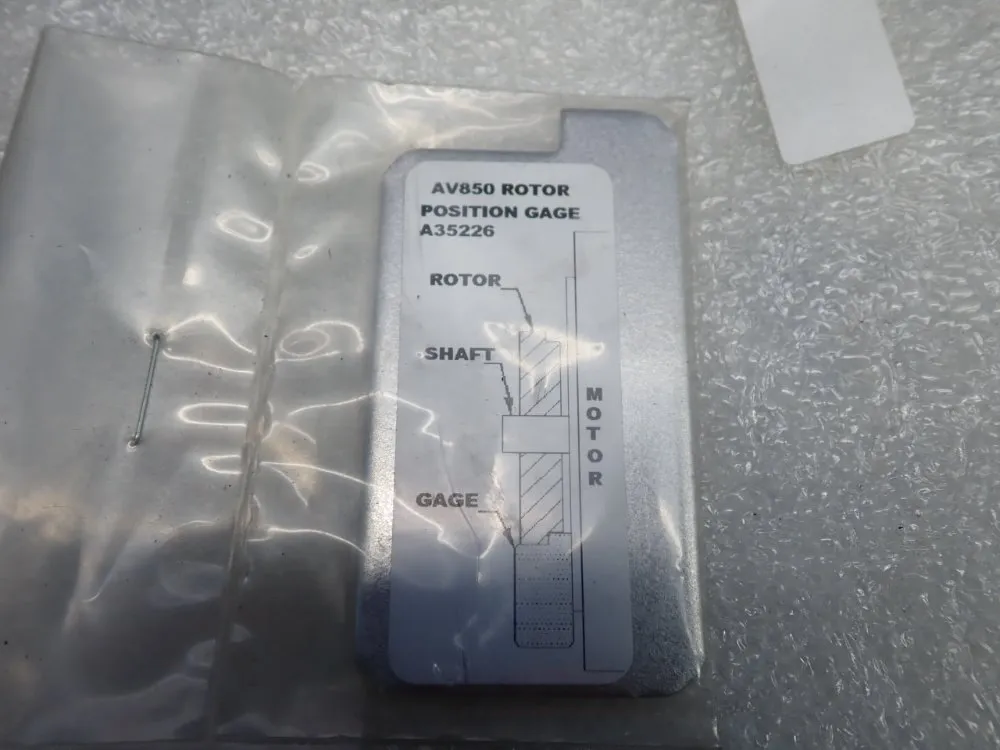 AV850 ROTOR
POSITION GAGE
A35226
ROTOR
SHAFT
MOTOR
GAGE